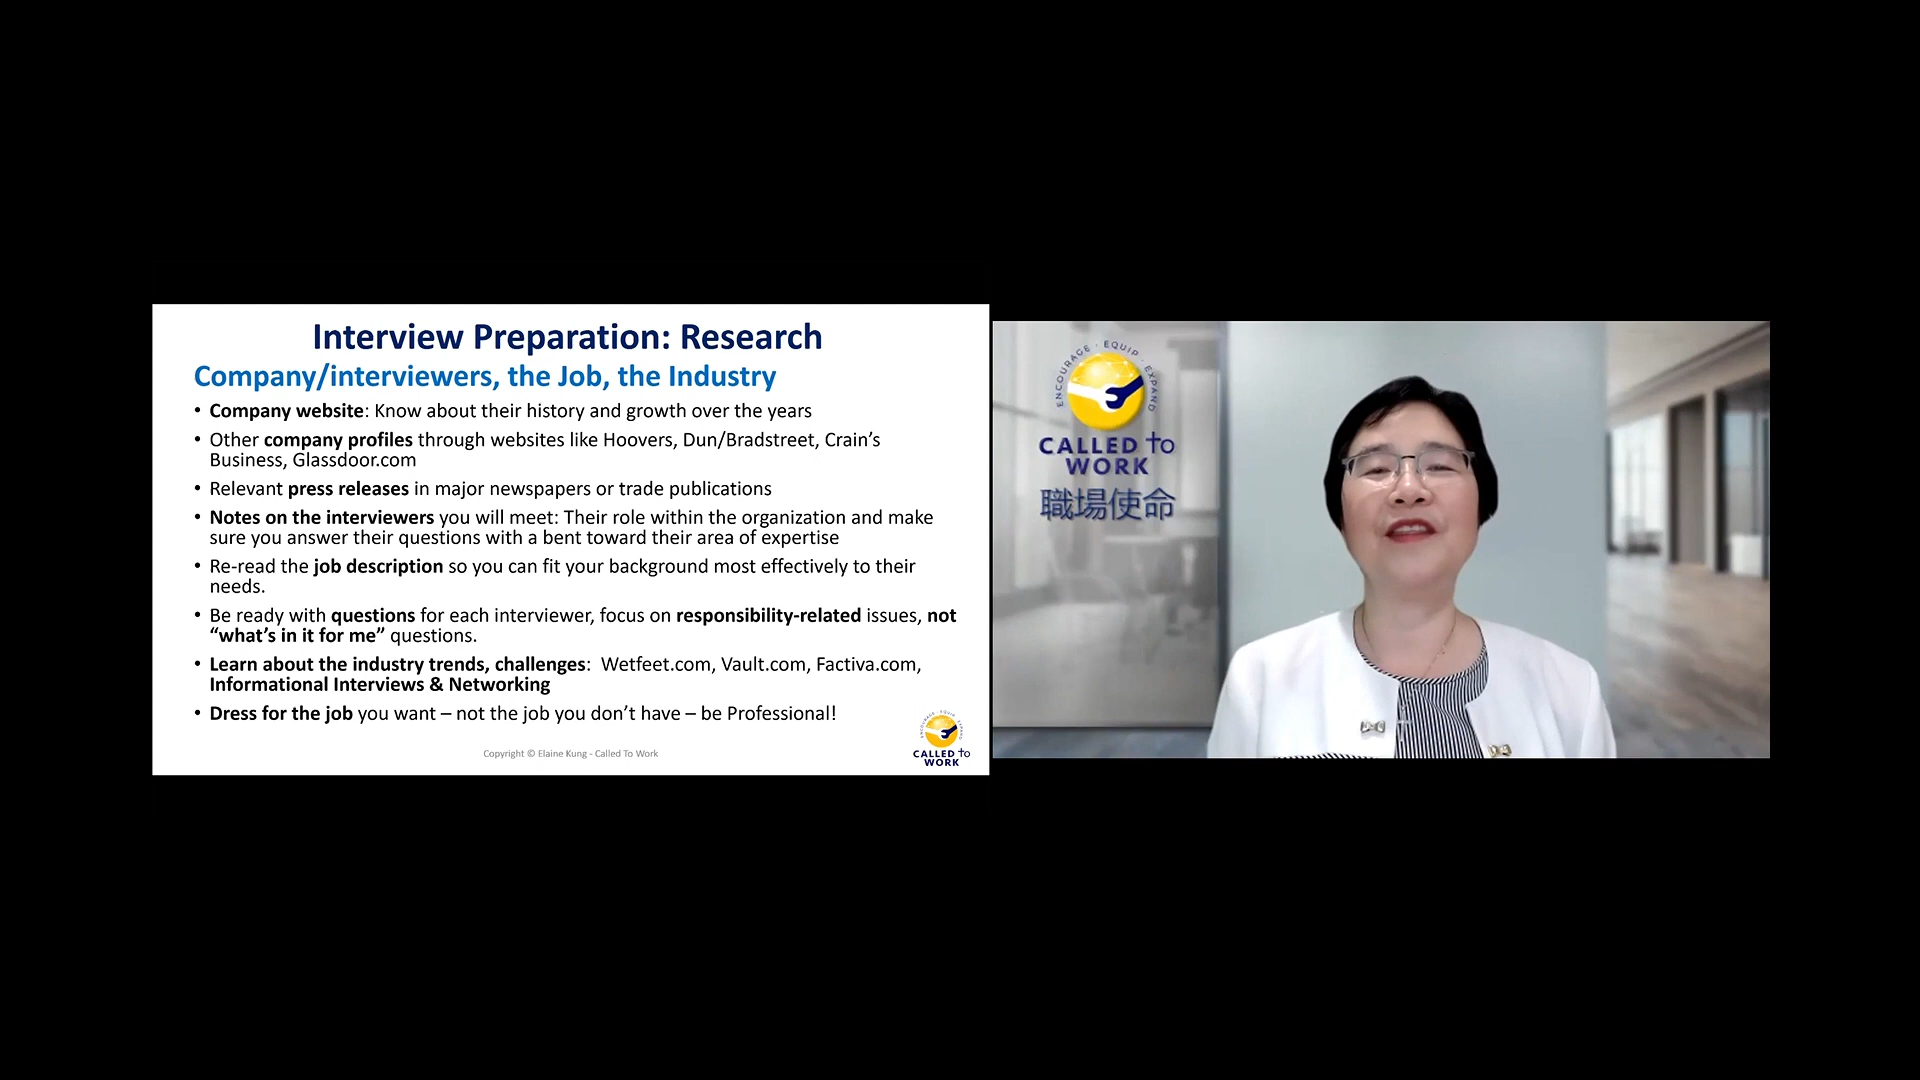 Interview Preparation: Research
Company/interviewers, the Job, the Industry
• Company website: Know about their history and growth over the years
• Other company profiles through websites like Hoovers, Dun/Bradstreet, Crain’s
Business, Glassdoor.com
• Relevant press releases in major newspapers or trade publications
• Notes on the interviewers you will meet: Their role within the organization and make
sure you answer their questions with a bent toward their area of expertise
• Re-read the job description so you can fit your background most effectively to their
needs.
• Be ready with questions for each interviewer, focus on responsibility-related issues, not
“what’s in it for me” questions.
• Learn about the industry trends, challenges:  Wetfeet.com, Vault.com, Factiva.com,
Informational Interviews & Networking
• Dress for the job you want – not the job you don’t have – be Professional!
Copyright © Elaine Kung - Called To Work
ENCOURAGE · EQUIP · EXPAND
CALLED to
WORK
ENCOURAGE · EQUIP · EXPAND
CALLED to
WORK
職場使命